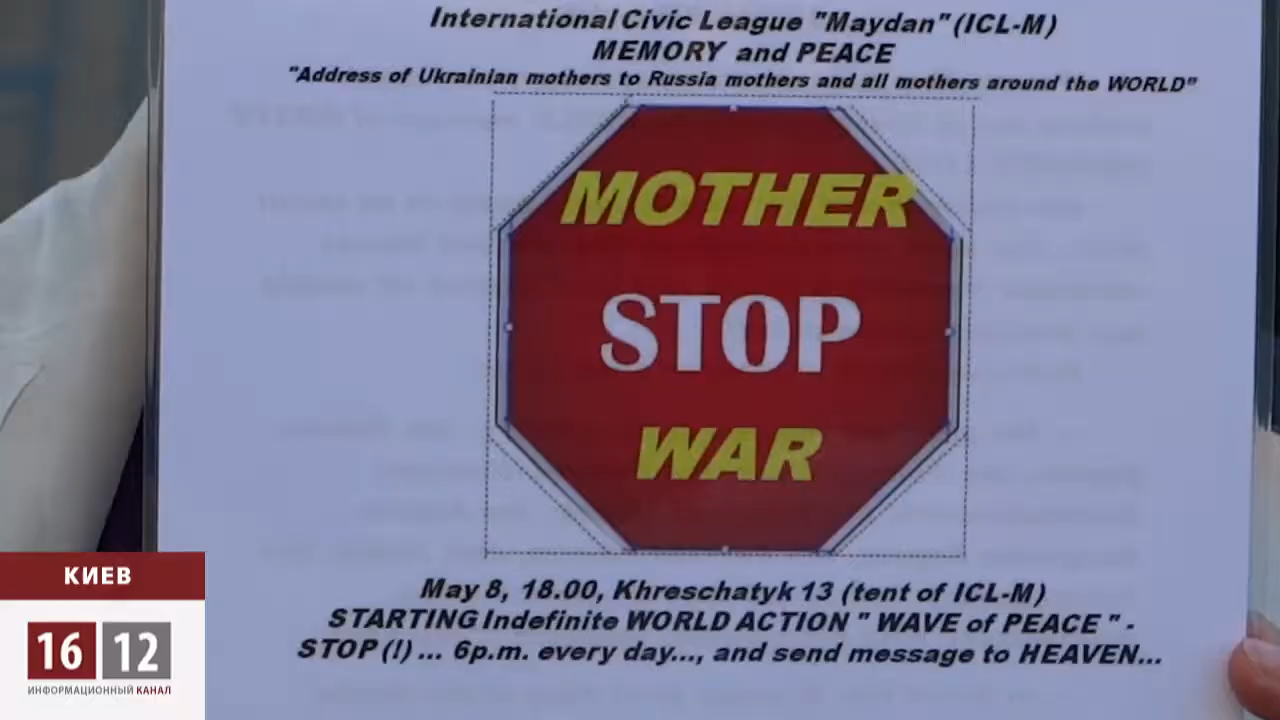 International Civic League "Maydan" (ICL-M)
MEMORY and PEACE
"Address of Ukrainian mothers to Russia mothers and all mothers around the WORLD"
MOTHER
STOP
WAR
May 8, 18.00, Khreschatyk 13 (tent of ICL-M)
STARTING Indefinite WORLD ACTION " WAVE of PEACE " -
STOP (!) ... 6p.m. every day..., and send message to HEAVEN...
КИЕВ
16 12
ИНФОРМАЦИОННЫЙ КАНАЛ